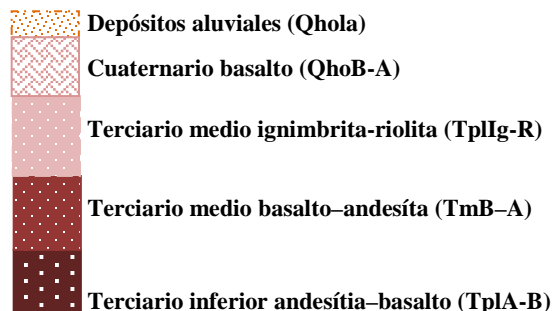 Depósitos aluviales (Qhola)
Cuaternario basalto (QhoB-A)
Terciario medio ignimbrita-riolita (TplIg-R)
Terciario medio basalto–andesíta (TmB–A)
Terciario inferior andesítia–basalto (TplA-B)